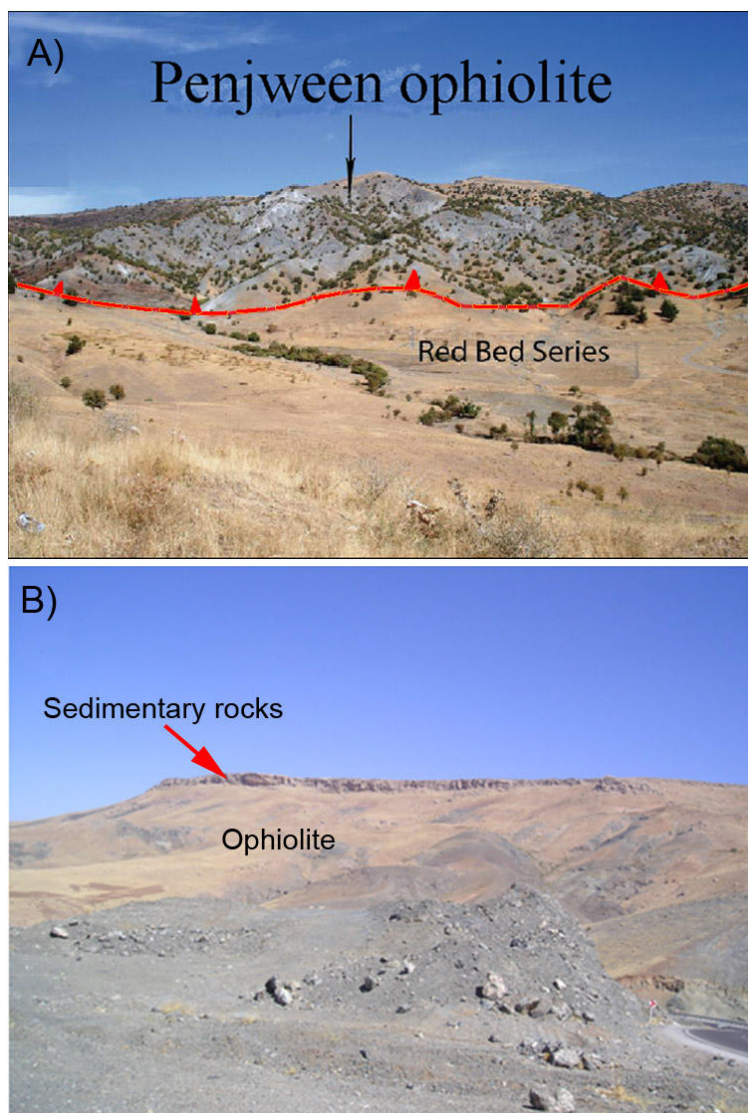 A)
Penjween ophiolite
Red Bed Series
B)
Sedimentary rocks
Ophiolite